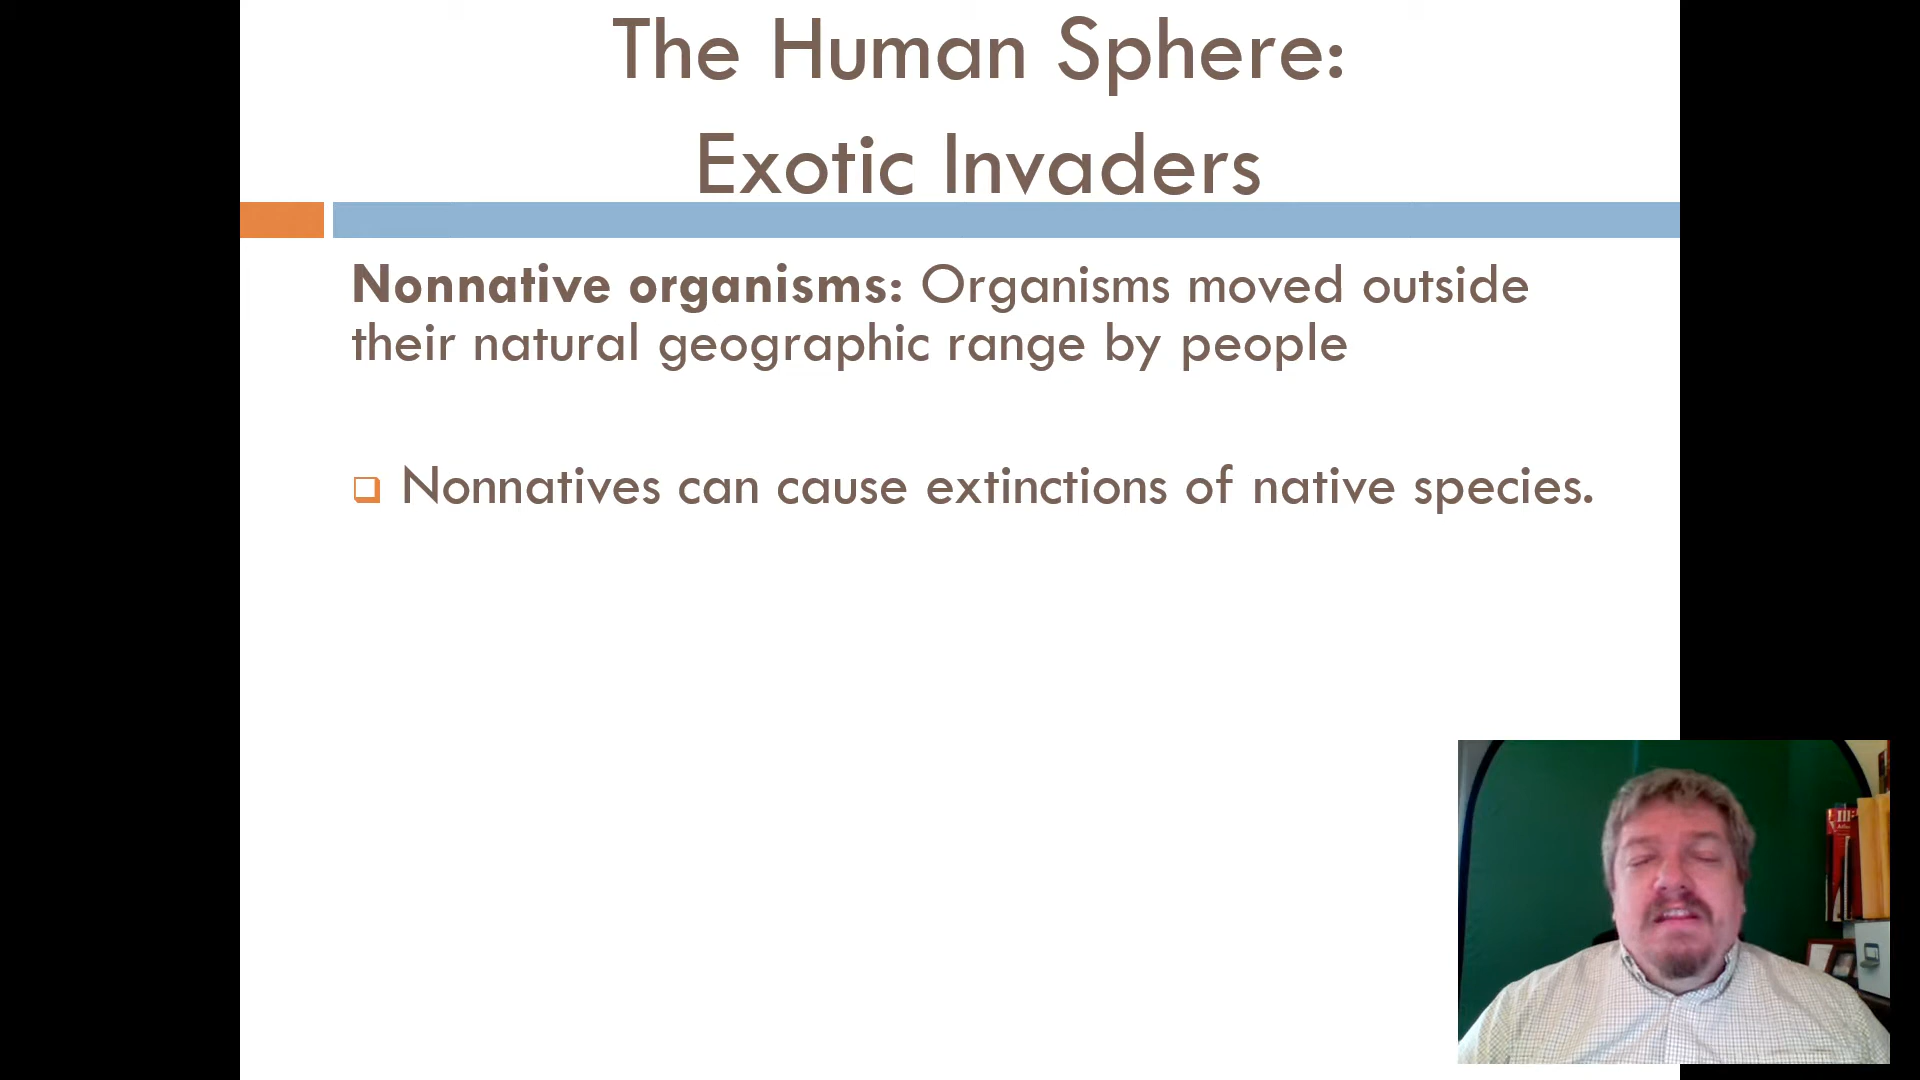 The Human Sphere:
Exotic Invaders
Nonnative organisms: Organisms moved outside
their natural geographic range by people
Nonnatives can cause extinctions of native species.